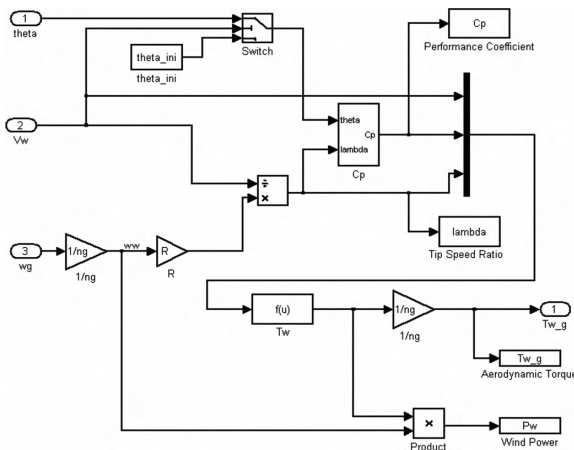 1
theta
theta_ini
theta_ini
Switch
Cp
Performance Coefficient
2
Vw
theta
Cp
lambda
Cp
÷
×
lambda
Tip Speed Ratio
3
wg
1/ng
1/ng
ww
R
R
f(u)
Tw
1/ng
1/ng
1
Tw_g
Tw_g
Aerodynamic Torque
×
Product
Pw
Wind Power